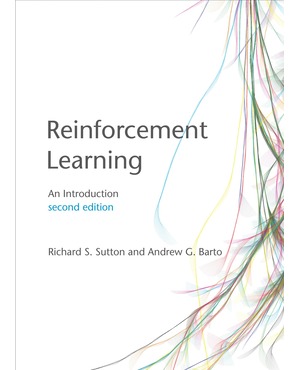 Reinforcement
Learning
An Introduction
second edition
Richard S. Sutton and Andrew G. Barto